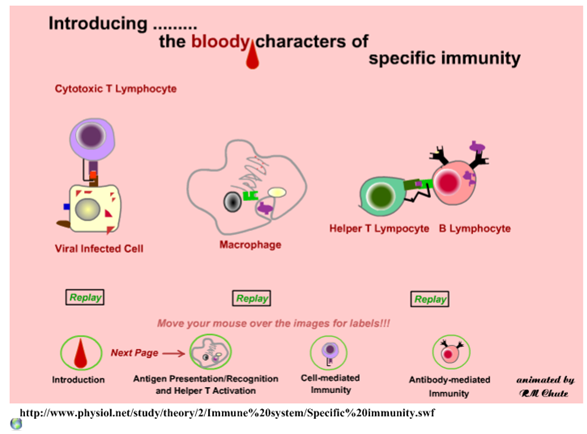 Introducing .........
the bloody characters of
specific immunity
Cytotoxic T Lymphocyte
Viral Infected Cell
Macrophage
Helper T Lympocyte B Lymphocyte
Replay
Replay
Replay
Move your mouse over the images for labels!!!
Next Page
Introduction
Antigen Presentation/Recognition
and Helper T Activation
Cell-mediated
Immunity
Antibody-mediated
Immunity
animated by
RM Chute
http://www.physiol.net/study/theory/2/Immune%20system/Specific%20immunity.swf